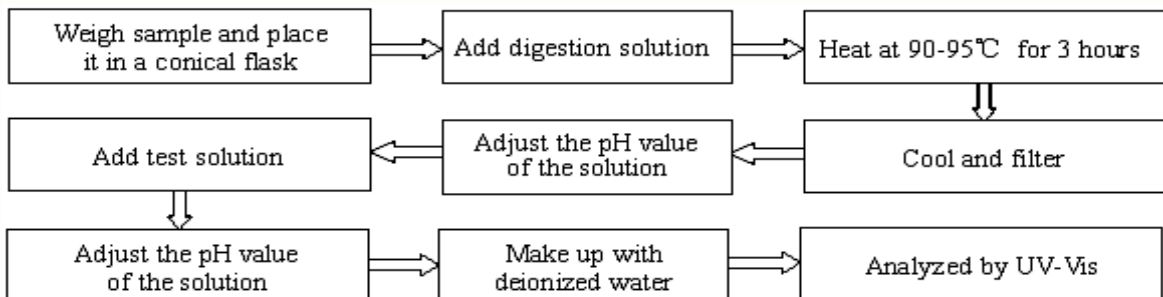 Weigh sample and place
it in a conical flask
Add digestion solution
Heat at 90-95℃ for 3 hours
Cool and filter
Adjust the pH value
of the solution
Add test solution
Adjust the pH value
of the solution
Make up with
deionized water
Analyzed by UV-Vis